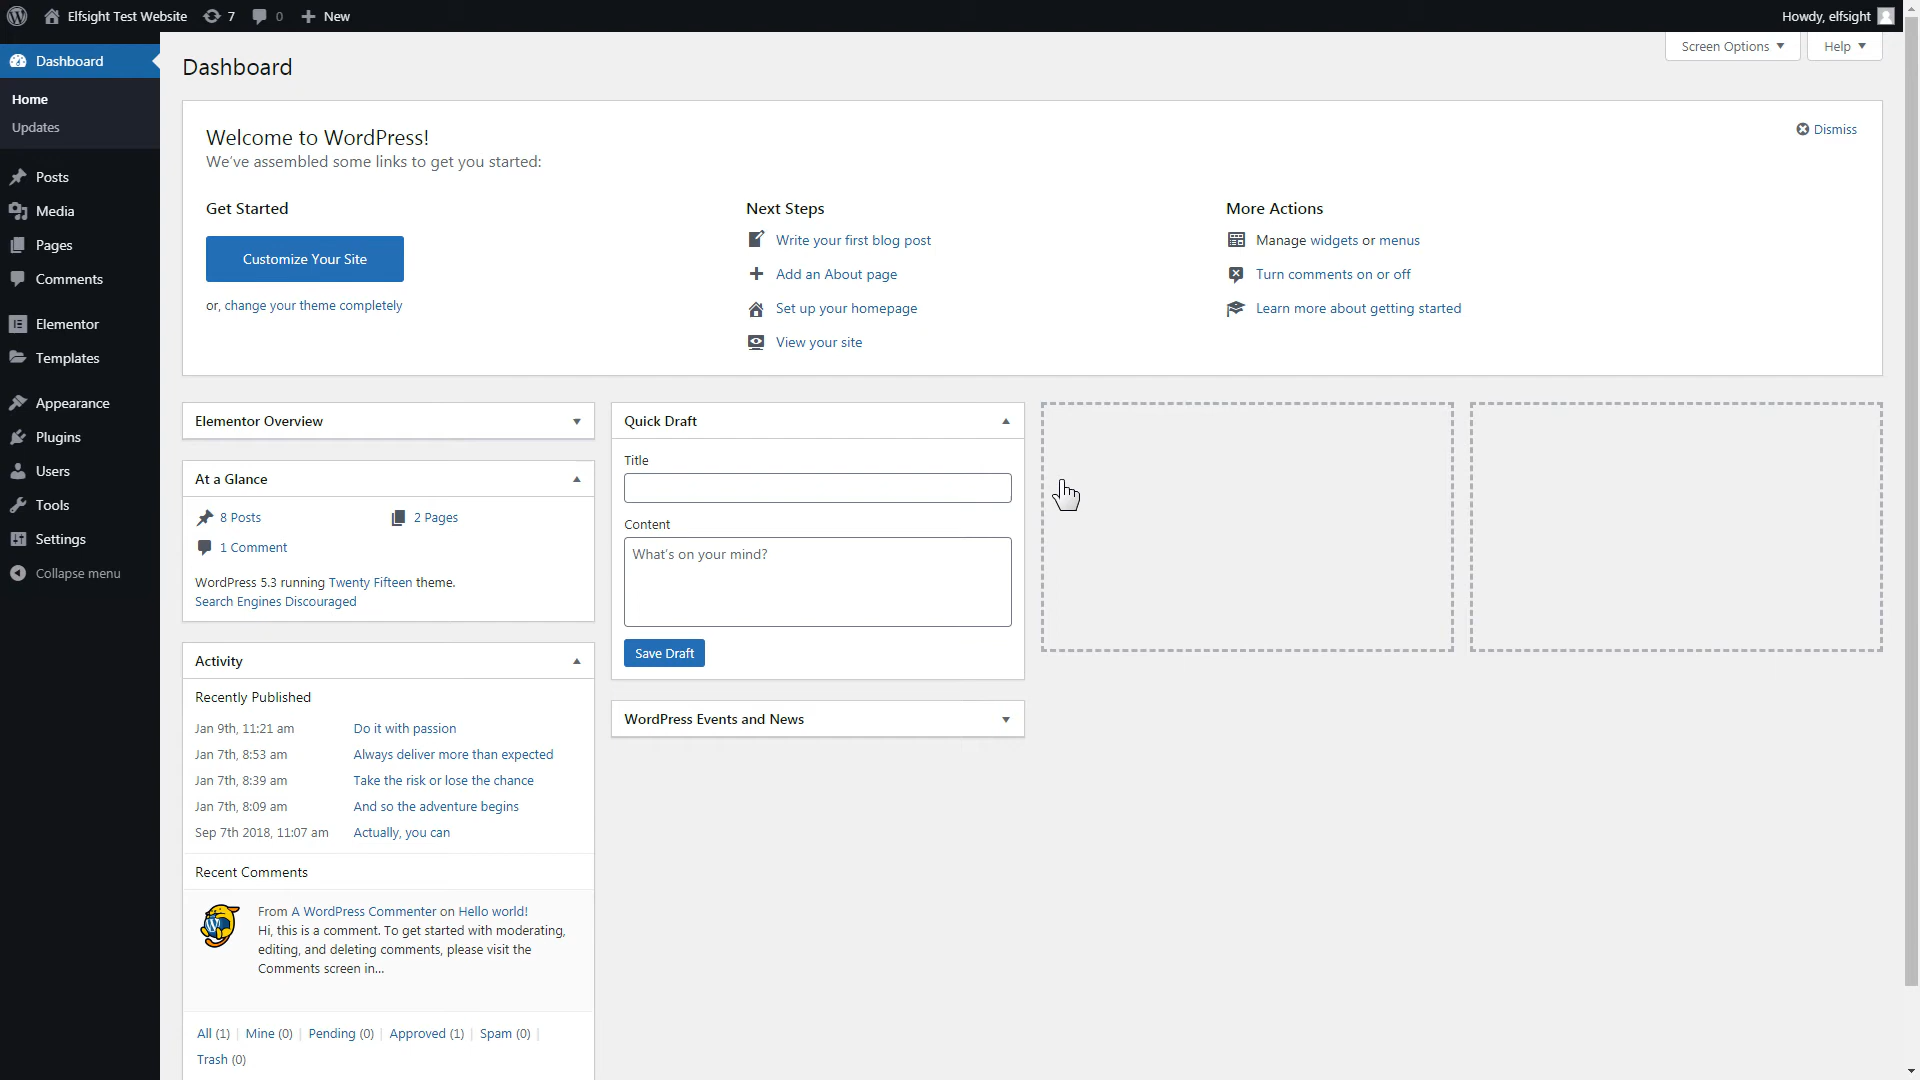 Elfsight Test Website 7 0 New Howdy, elfsight
Screen Options Help
Dashboard
Home
Updates
Posts
Media
Pages
Comments
Elementor
Templates
Appearance
Plugins
Users
Tools
Settings
Collapse menu
Dashboard
Welcome to WordPress!
Dismiss
We've assembled some links to get you started:
Get Started
Customize Your Site
or, change your theme completely
Next Steps
Write your first blog post
Add an About page
Set up your homepage
View your site
More Actions
Manage widgets or menus
Turn comments on or off
Learn more about getting started
Elementor Overview
At a Glance
8 Posts 2 Pages
1 Comment
WordPress 5.3 running Twenty Fifteen theme.
Search Engines Discouraged
Activity
Recently Published
Jan 9th, 11:21 am Do it with passion
Jan 7th, 8:53 am Always deliver more than expected
Jan 7th, 8:39 am Take the risk or lose the chance
Jan 7th, 8:09 am And so the adventure begins
Sep 7th 2018, 11:07 am Actually, you can
Recent Comments
From A WordPress Commenter on Hello world!
Hi, this is a comment. To get started with moderating,
editing, and deleting comments, please visit the
Comments screen in...
All (1) | Mine (0) | Pending (0) | Approved (1) | Spam (0) |
Trash (0)
Quick Draft
Title
Content
What's on your mind?
Save Draft
WordPress Events and News